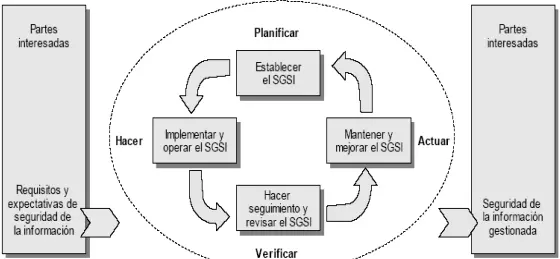 Partes
interesadas
Requisitos y
expectativas de
seguridad de
la información
Planificar
Establecer
el SGSI
Hacer
Implementar y
operar el SGSI
Mantener y
mejorar el SGSI
Actuar
Hacer
seguimiento y
revisar el SGSI
Verificar
Partes
interesadas
Seguridad de
la información
gestionada